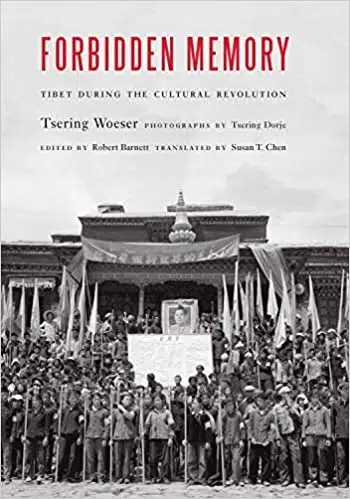 FORBIDDEN MEMORY
TIBET DURING THE CULTURAL REVOLUTION
Tsering Woeser PHOTOGRAPHS BY Tsering Dorje
EDITED BY Robert Barnett TRANSLATED BY Susan T. Chen